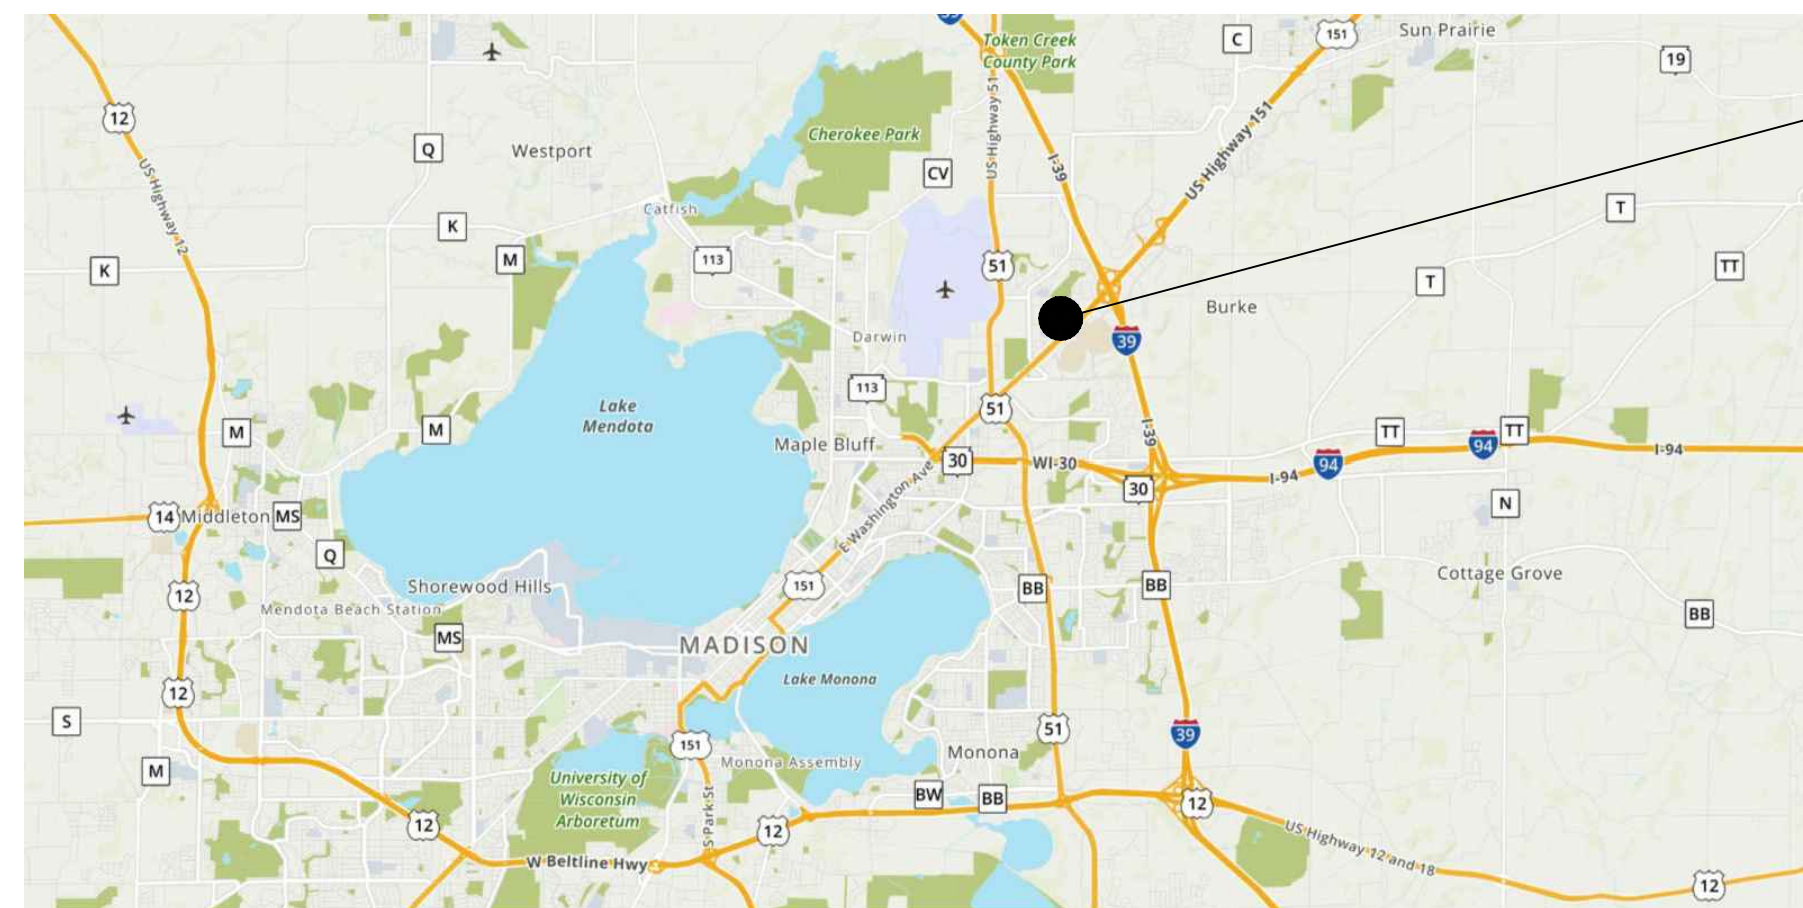 39
Token Creek
County Park
C
151
Sun Prairie
19
12
Cherokee Park
US Highway 51
US Highway 151
Q
Westport
I-39
CV
US Highway 12
Catfish
T
K
K
M
113
51
TT
T
Burke
Darwin
39
113
51
Lake
Mendota
M
M
Maple Bluff
I-39
TT
TT
94
I-94
30
WI-30
94
I-94
30
14
Middleton
MS
E Washington Ave
N
Q
Shorewood Hills
151
BB
BB
Cottage Grove
12
Mendota Beach Station
BB
MS
MADISON
12
Lake Monona
S
51
39
151
Monona
M
Monona Assembly
University of
Wisconsin
Arboretum
BW
BB
12
12
S Park St
12
US Highway 12 and 18
W Beltline Hwy
12